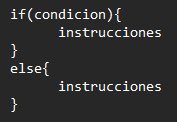 if(condicion){
instrucciones
}
else{
instrucciones
}